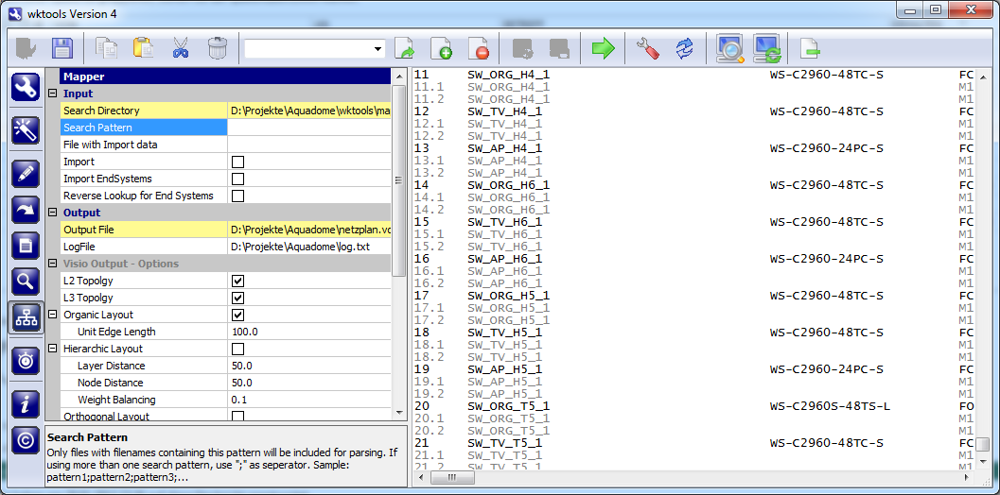 wktools Version 4
Mapper
Input
Search Directory D:\Projekte\Aquadome\wktools\ma
Search Pattern
File with Import data
Import
Import EndSystems
Reverse Lookup for End Systems
Output
Output File D:\Projekte\Aquadome\netzplan.vd
LogFile D:\Projekte\Aquadome\log.txt
Visio Output - Options
L2 Topolgy
L3 Topolgy
Organic Layout
Unit Edge Length 100.0
Hierarchic Layout
Layer Distance 50.0
Node Distance 50.0
Weight Balancing 0.1
Orthogonal Layout
Search Pattern
Only files with filenames containing this pattern will be included for parsing. If
using more than one search pattern, use ";" as seperator. Sample:
pattern1;pattern2;pattern3;...
11 SW_ORG_H4_1 WS-C2960-48TC-S FC
11.1 SW_ORG_H4_1 M1
11.2 SW_ORG_H4_1 M1
12 SW_TV_H4_1 WS-C2960-48TC-S FC
12.1 SW_TV_H4_1 M1
12.2 SW_TV_H4_1 M1
13 SW_AP_H4_1 WS-C2960-24PC-S FC
13.1 SW_AP_H4_1 M1
13.2 SW_AP_H4_1 M1
14 SW_ORG_H6_1 WS-C2960-48TC-S FC
14.1 SW_ORG_H6_1 M1
14.2 SW_ORG_H6_1 M1
15 SW_TV_H6_1 WS-C2960-48TC-S FC
15.1 SW_TV_H6_1 M1
15.2 SW_TV_H6_1 M1
16 SW_AP_H6_1 WS-C2960-24PC-S FC
16.1 SW_AP_H6_1 M1
16.2 SW_AP_H6_1 M1
17 SW_ORG_H5_1 WS-C2960-48TC-S FC
17.1 SW_ORG_H5_1 M1
17.2 SW_ORG_H5_1 M1
18 SW_TV_H5_1 WS-C2960-48TC-S FC
18.1 SW_TV_H5_1 M1
18.2 SW_TV_H5_1 M1
19 SW_AP_H5_1 WS-C2960-24PC-S FC
19.1 SW_AP_H5_1 M1
19.2 SW_AP_H5_1 M1
20 SW_ORG_T5_1 WS-C2960S-48TS-L FO
20.1 SW_ORG_T5_1 M1
20.2 SW_ORG_T5_1 M1
21 SW_TV_T5_1 WS-C2960-48TC-S FC
21.1 SW_TV_T5_1 M1
21.2 SW_TV_T5_1 M1